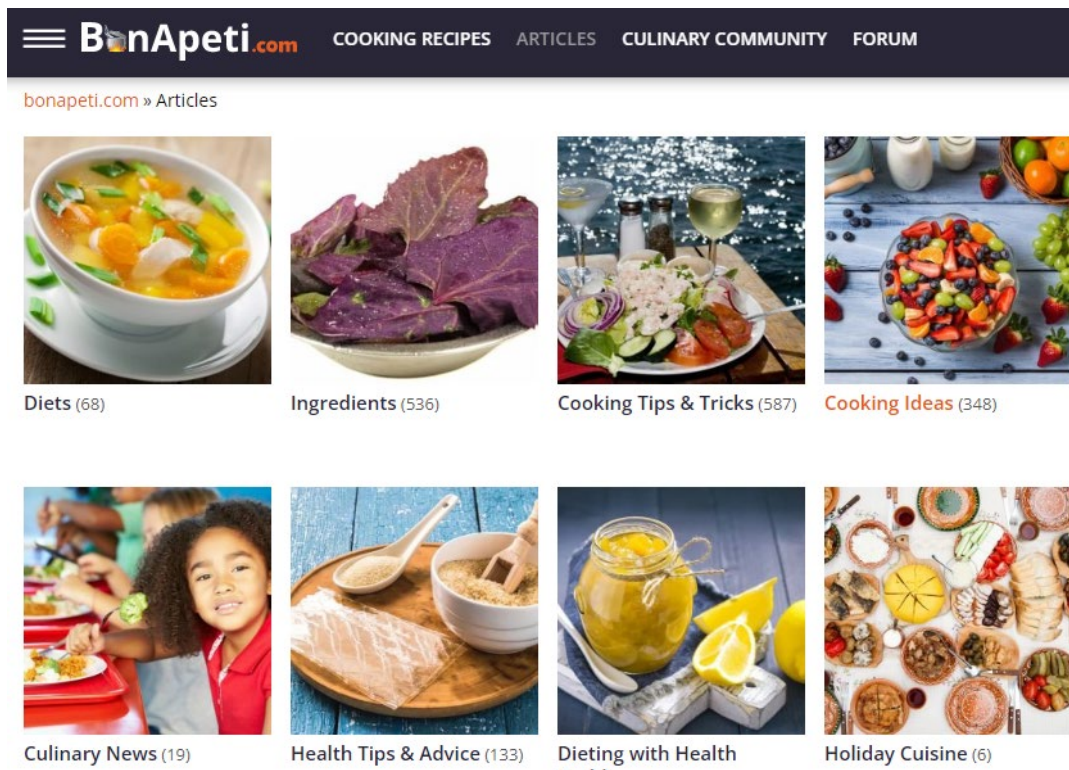 BonApeti.com COOKING RECIPES ARTICLES CULINARY COMMUNITY FORUM
bonapeti.com » Articles
Diets (68) Ingredients (536) Cooking Tips & Tricks (587) Cooking Ideas (348)
Culinary News (19) Health Tips & Advice (133) Dieting with Health Holiday Cuisine (6)